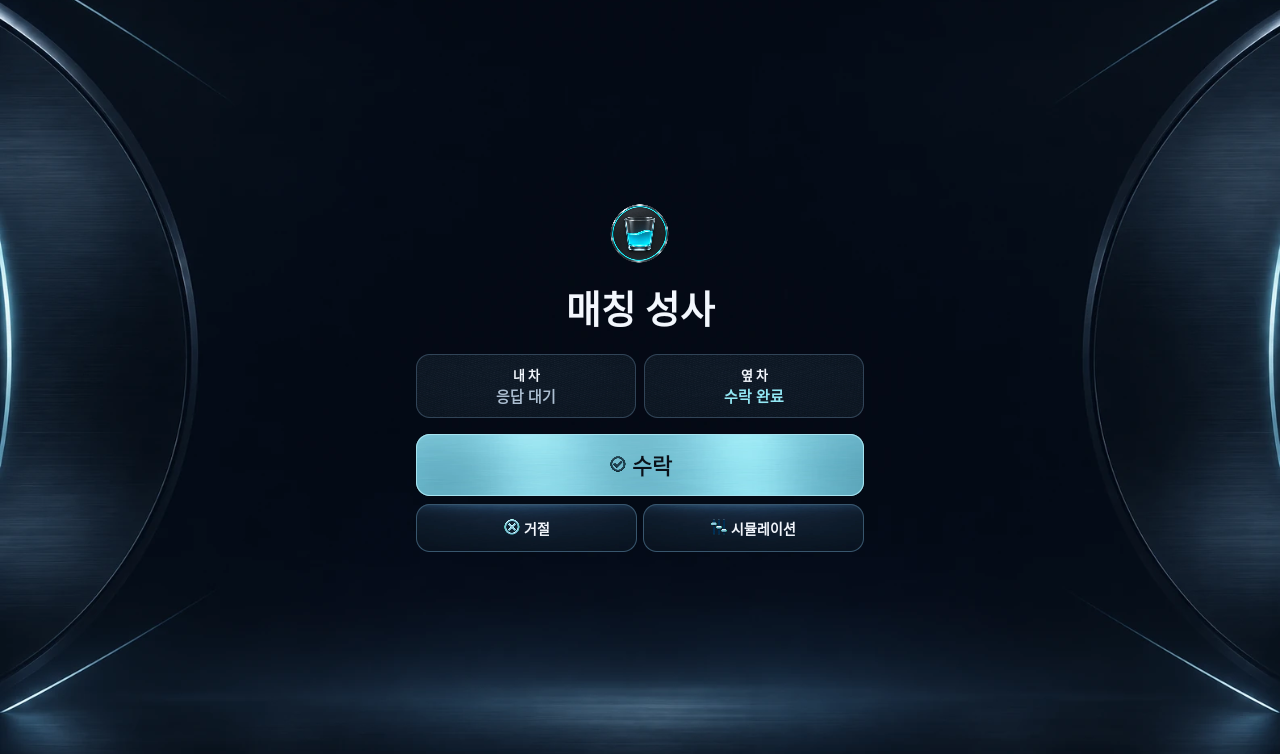 매칭 성사
내 차
응답 대기
옆 차
수락 완료
수락
거절
시뮬레이션